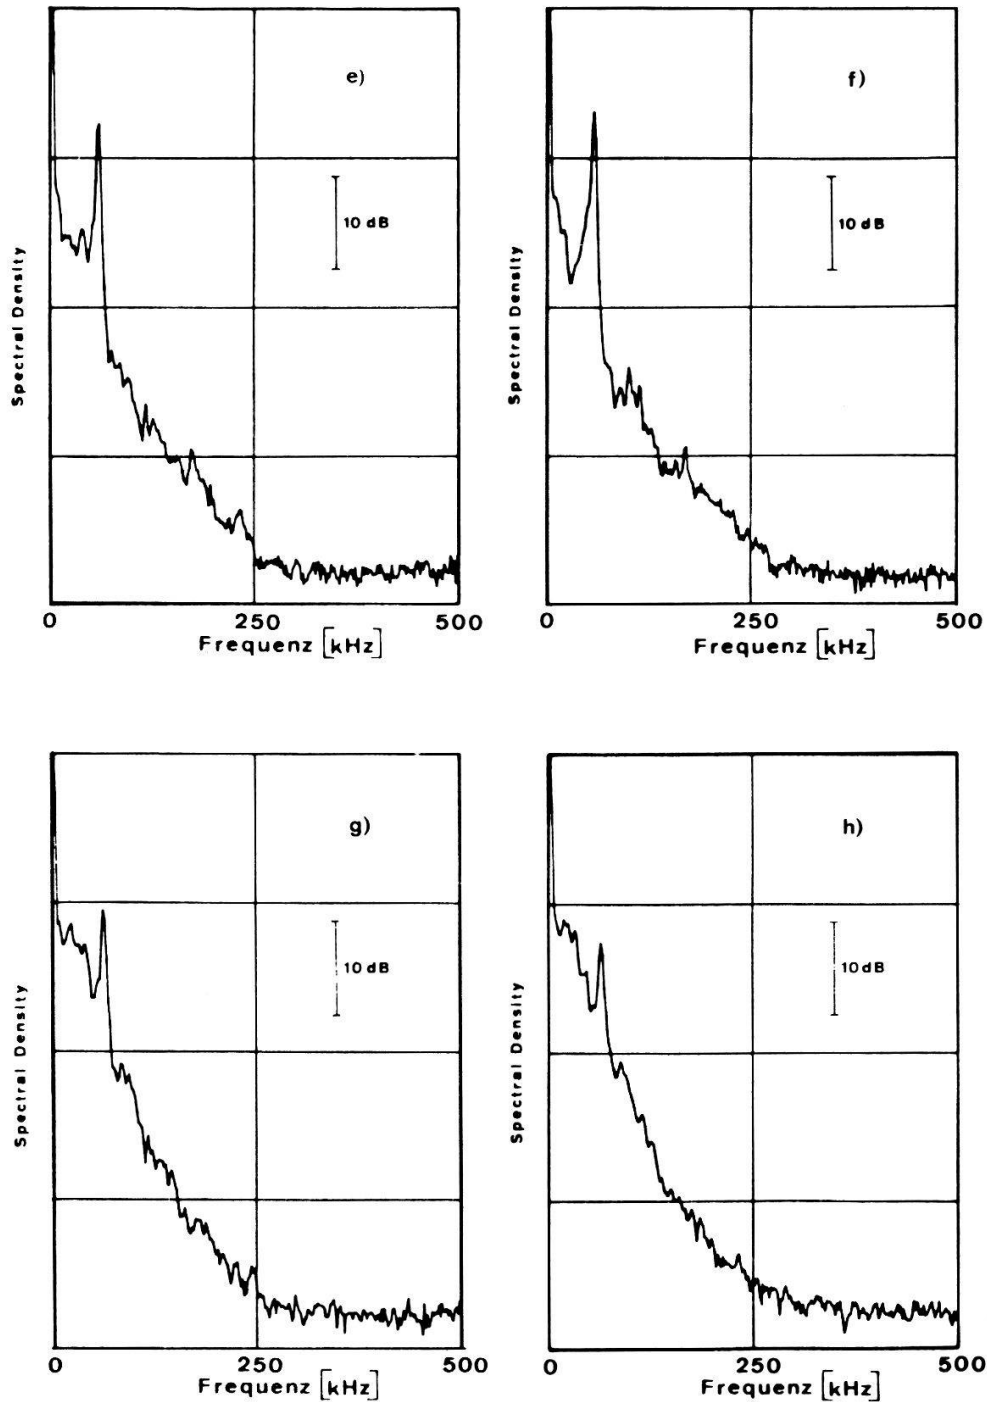 e)
10 dB
Spectral Density
0 250 500
Frequenz [kHz]
f)
10 dB
Spectral Density
0 250 500
Frequenz [kHz]
g)
10 dB
Spectral Density
0 250 500
Frequenz [kHz]
h)
10 dB
Spectral Density
0 250 500
Frequenz [kHz]